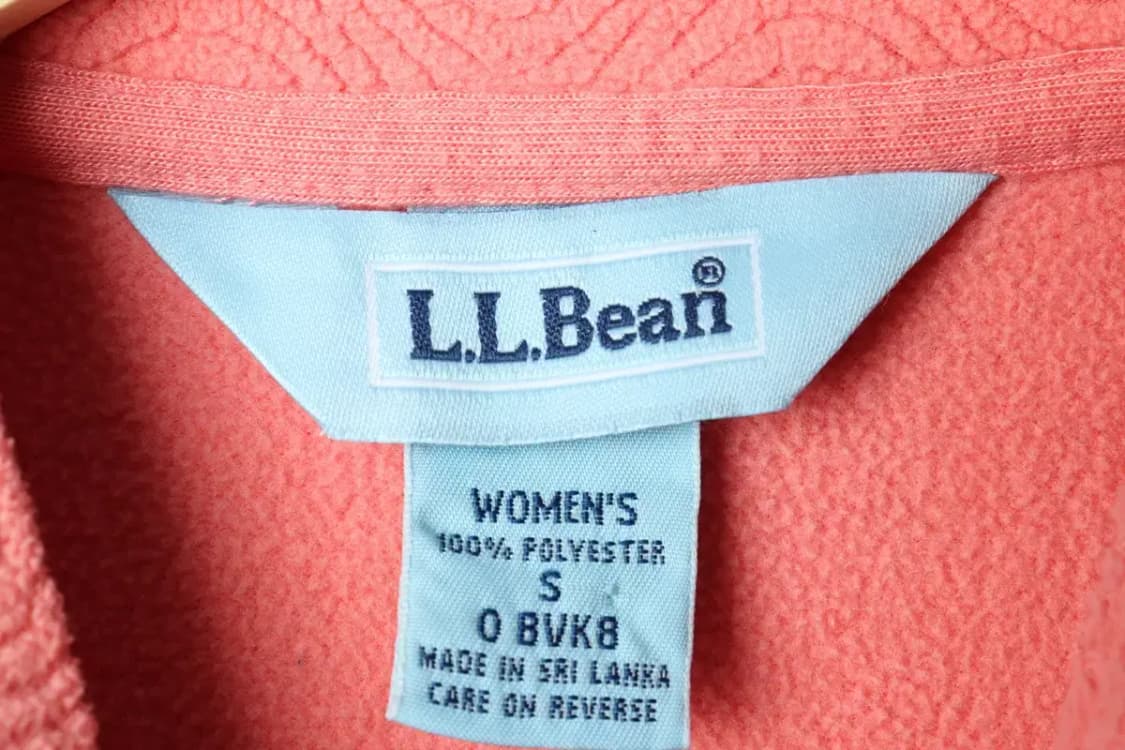 L.L.Bean®
WOMEN'S
100% POLYESTER
S
0 BVK8
MADE IN SRI LANKA
CARE ON REVERSE